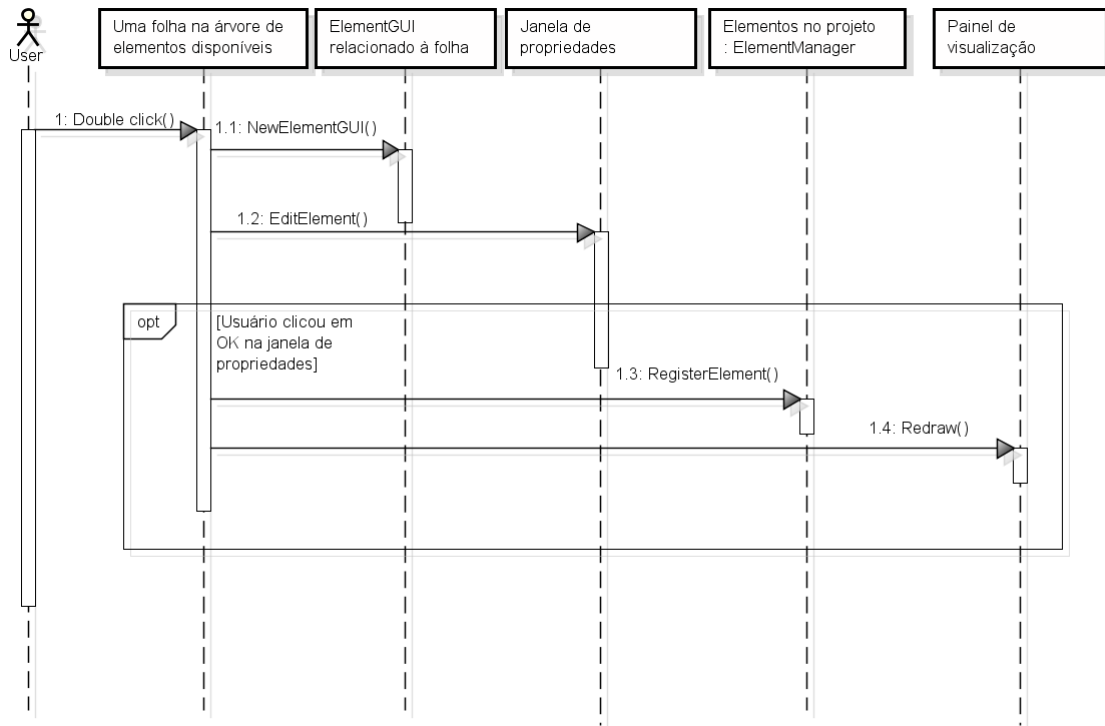 User
Uma folha na árvore de
elementos disponíveis
ElementGUI
relacionado à folha
Janela de
propriedades
Elementos no projeto
: ElementManager
Painel de
visualização
1: Double click()
1.1: NewElementGUI()
1.2: EditElement()
opt
[Usuário clicou em
OK na janela de
propriedades]
1.3: RegisterElement()
1.4: Redraw()